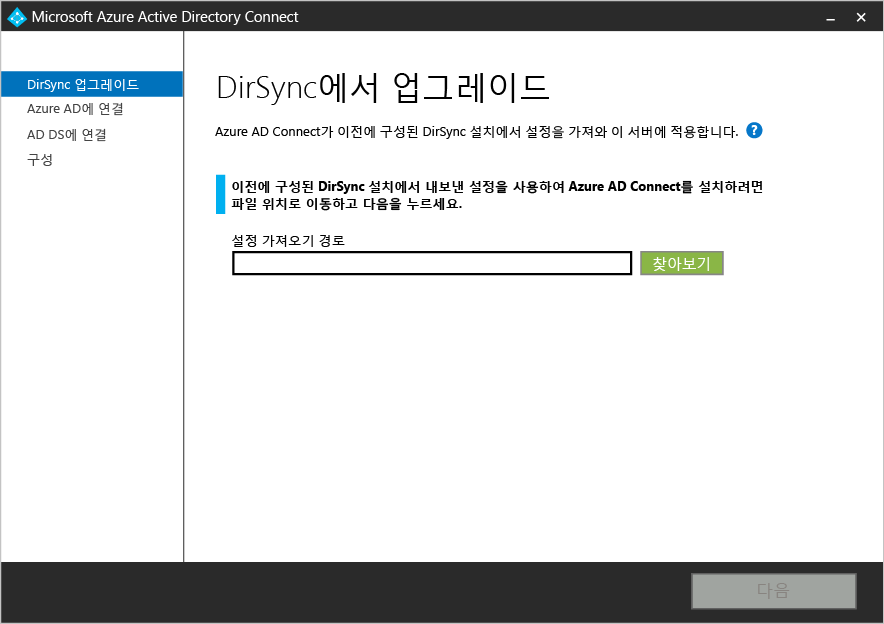 Microsoft Azure Active Directory Connect
DirSync 업그레이드
Azure AD에 연결
AD DS에 연결
구성
DirSync에서 업그레이드
Azure AD Connect가 이전에 구성된 DirSync 설치에서 설정을 가져와 이 서버에 적용합니다. ?
이전에 구성된 DirSync 설치에서 내보낸 설정을 사용하여 Azure AD Connect를 설치하려면
파일 위치로 이동하고 다음을 누르세요.
설정 가져오기 경로
찾아보기
다음